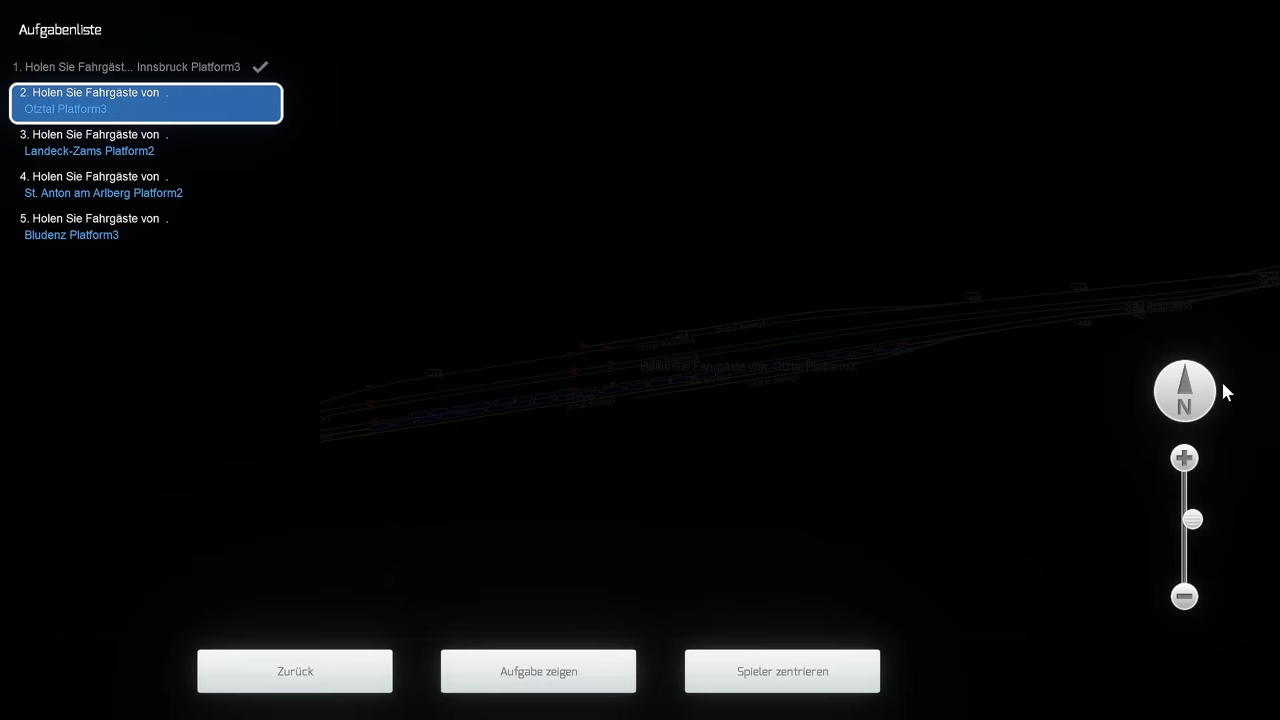 Aufgabenliste
1. Holen Sie Fahrgäst... Innsbruck Platform3
2. Holen Sie Fahrgäste von .
Otztal Platform3
3. Holen Sie Fahrgäste von .
Landeck-Zams Platform2
4. Holen Sie Fahrgäste von .
St. Anton am Arlberg Platform2
5. Holen Sie Fahrgäste von .
Bludenz Platform3
Holen Sie Fahrgäste von Otztal Platform3.
N
Zurück
Aufgabe zeigen
Spieler zentrieren